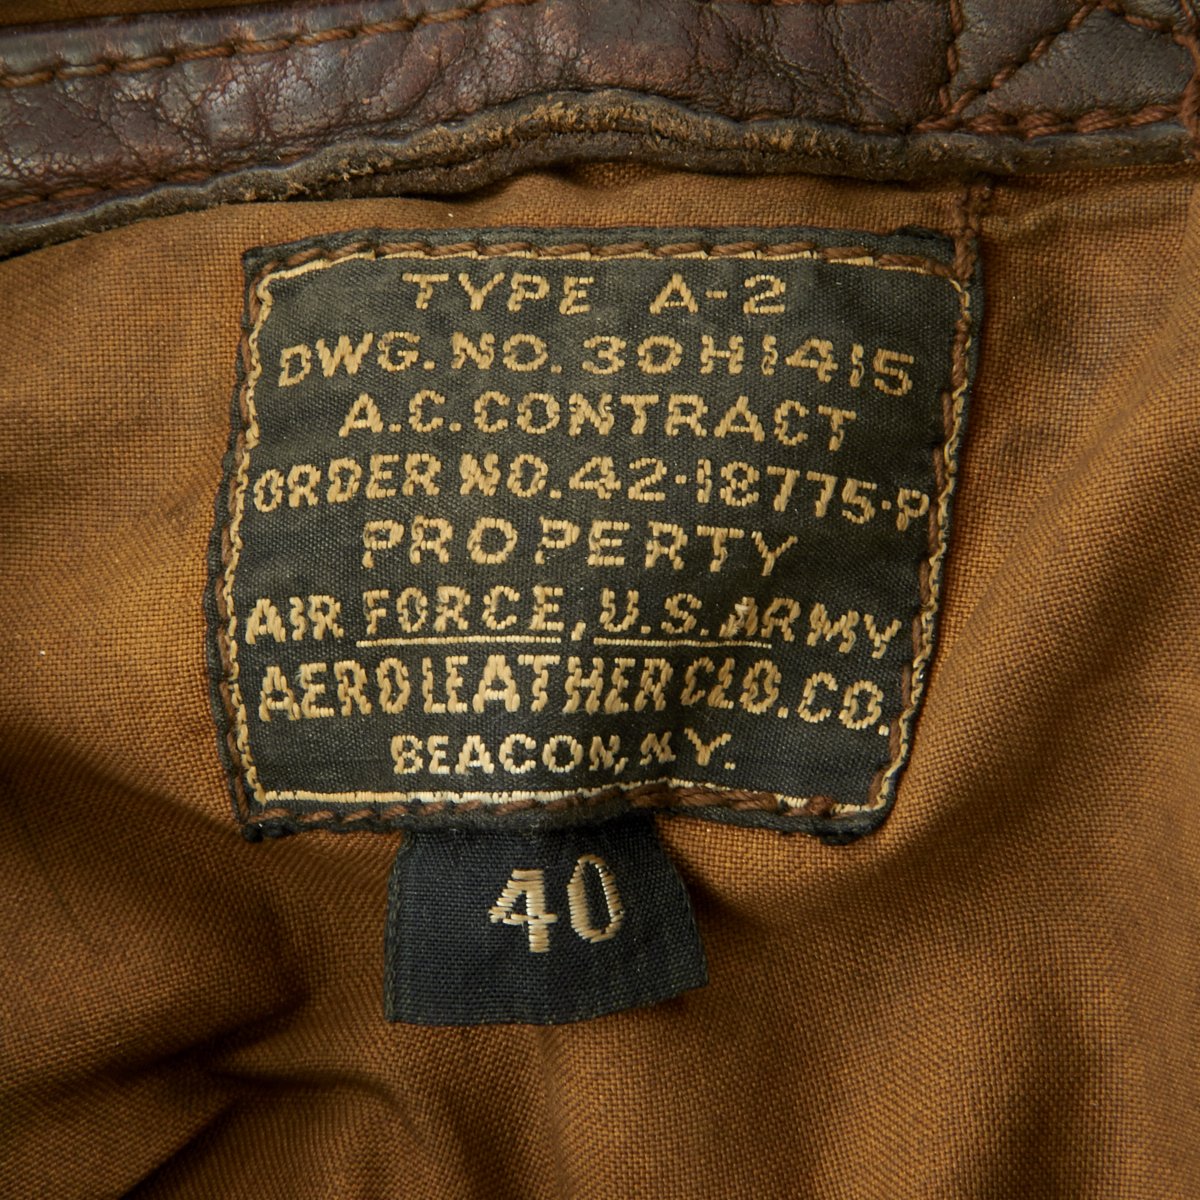 TYPE A-2
DWG. NO. 30H1415
A.C. CONTRACT
ORDER NO. 42-18775-P
PROPERTY
AIR FORCE, U.S. ARMY
AERO LEATHER CLO. CO.
BEACON, N.Y.
40